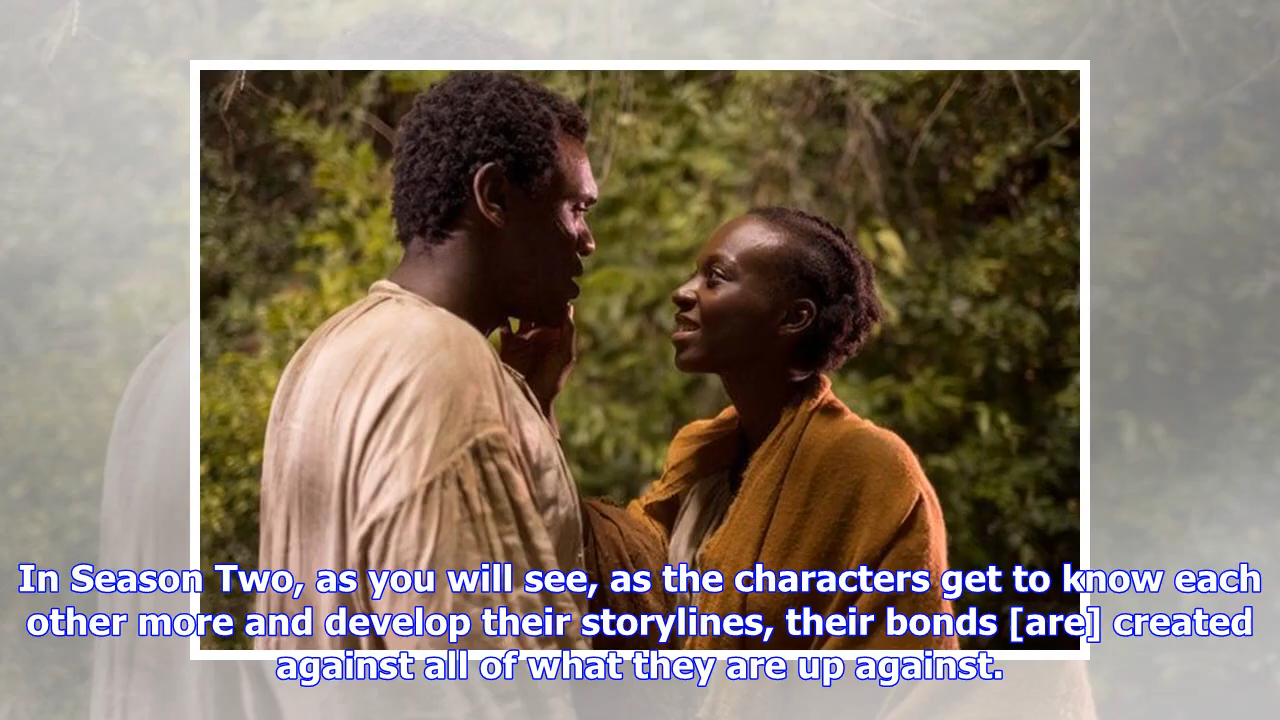 In Season Two, as you will see, as the characters get to know each
other more and develop their storylines, their bonds [are] created
against all of what they are up against.